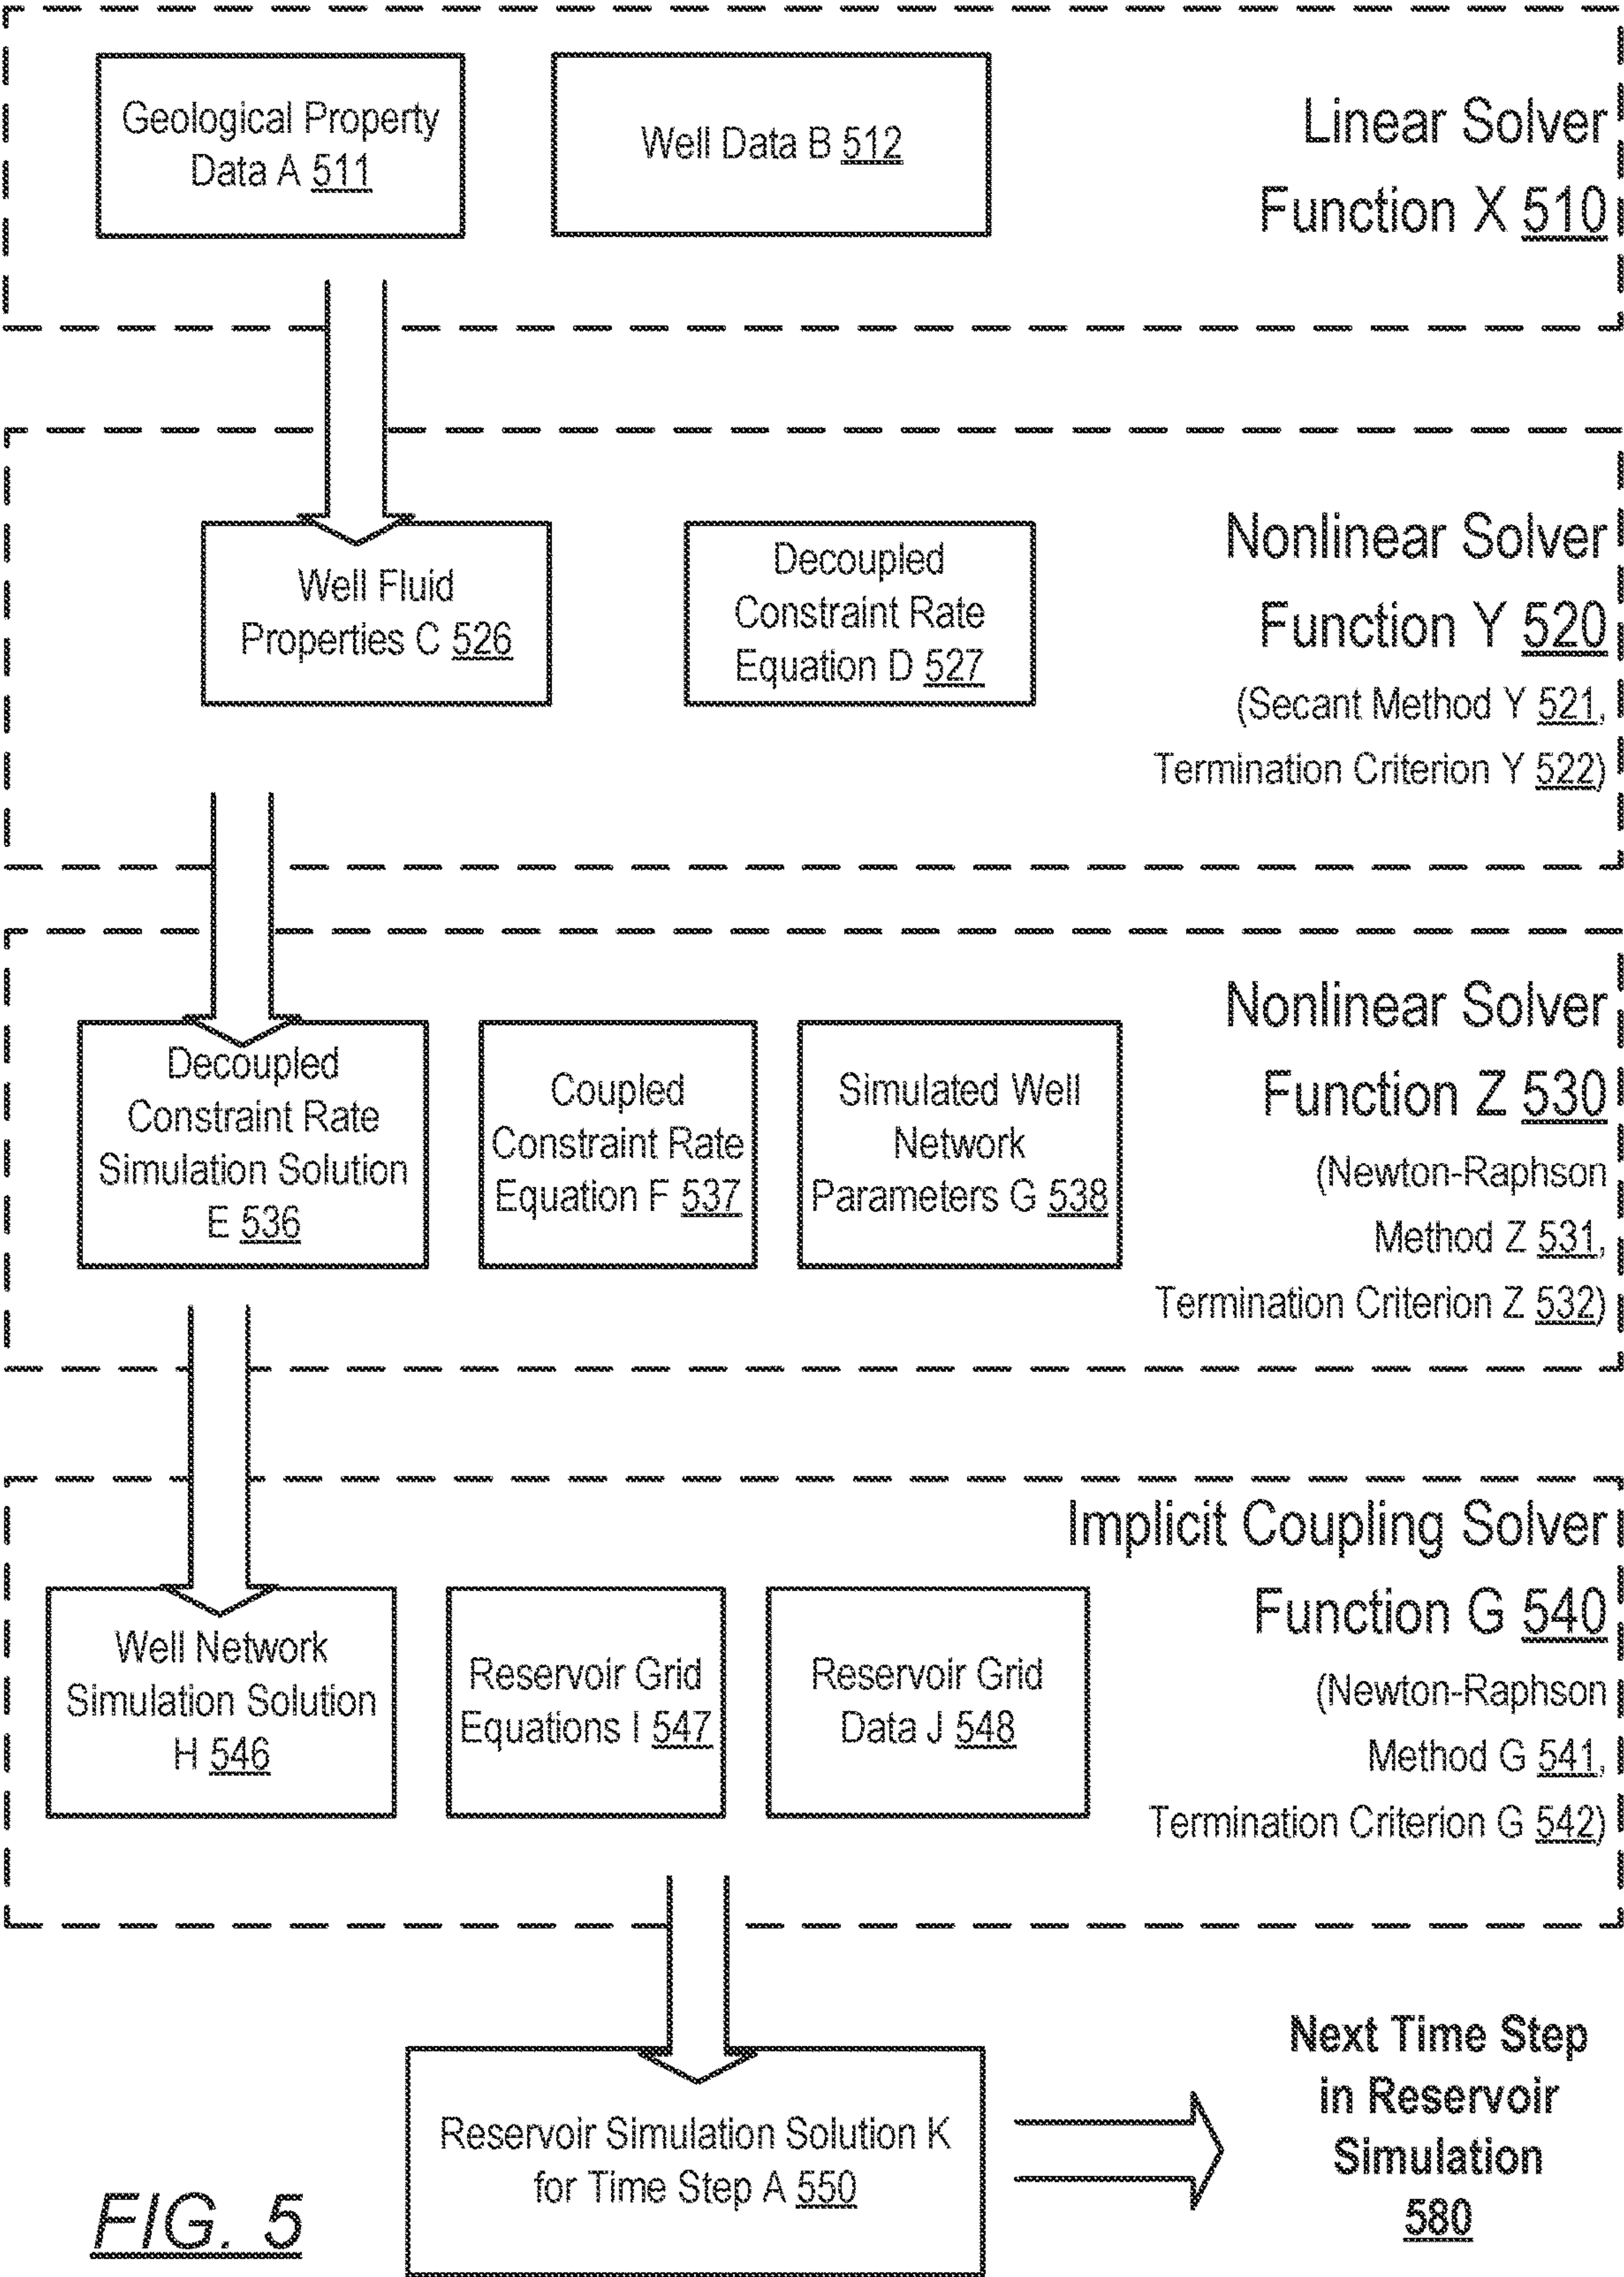 Geological Property
Data A 511
Well Data B 512
Linear Solver
Function X 510
Well Fluid
Properties C 526
Decoupled
Constraint Rate
Equation D 527
Nonlinear Solver
Function Y 520
(Secant Method Y 521,
Termination Criterion Y 522)
Decoupled
Constraint Rate
Simulation Solution
E 536
Coupled
Constraint Rate
Equation F 537
Simulated Well
Network
Parameters G 538
Nonlinear Solver
Function Z 530
(Newton-Raphson
Method Z 531,
Termination Criterion Z 532)
Well Network
Simulation Solution
H 546
Reservoir Grid
Equations I 547
Reservoir Grid
Data J 548
Implicit Coupling Solver
Function G 540
(Newton-Raphson
Method G 541,
Termination Criterion G 542)
Reservoir Simulation Solution K
for Time Step A 550
Next Time Step
in Reservoir
Simulation
580
FIG. 5